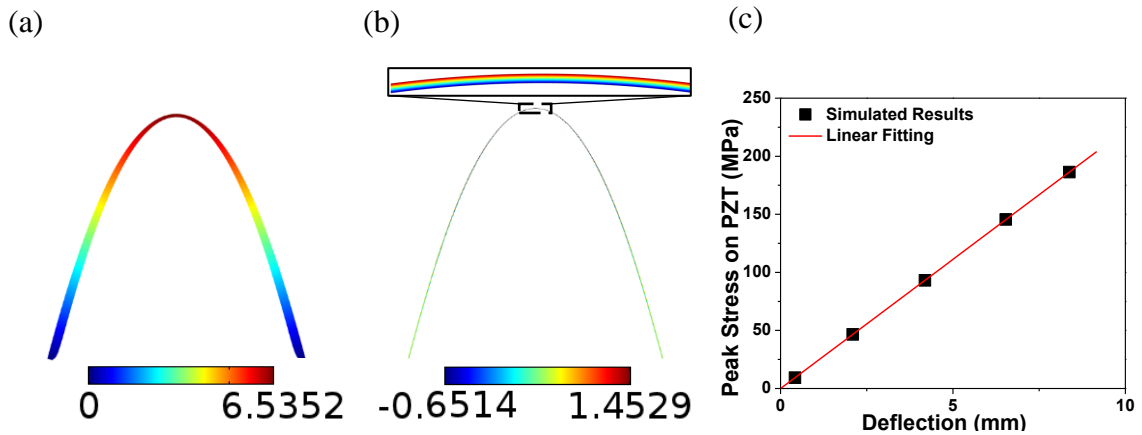 (a)
0 6.5352
(b)
-0.6514 1.4529
(c)
Peak Stress on PZT (MPa)
250
200
150
100
50
0
Simulated Results
Linear Fitting
0 5 10
Deflection (mm)